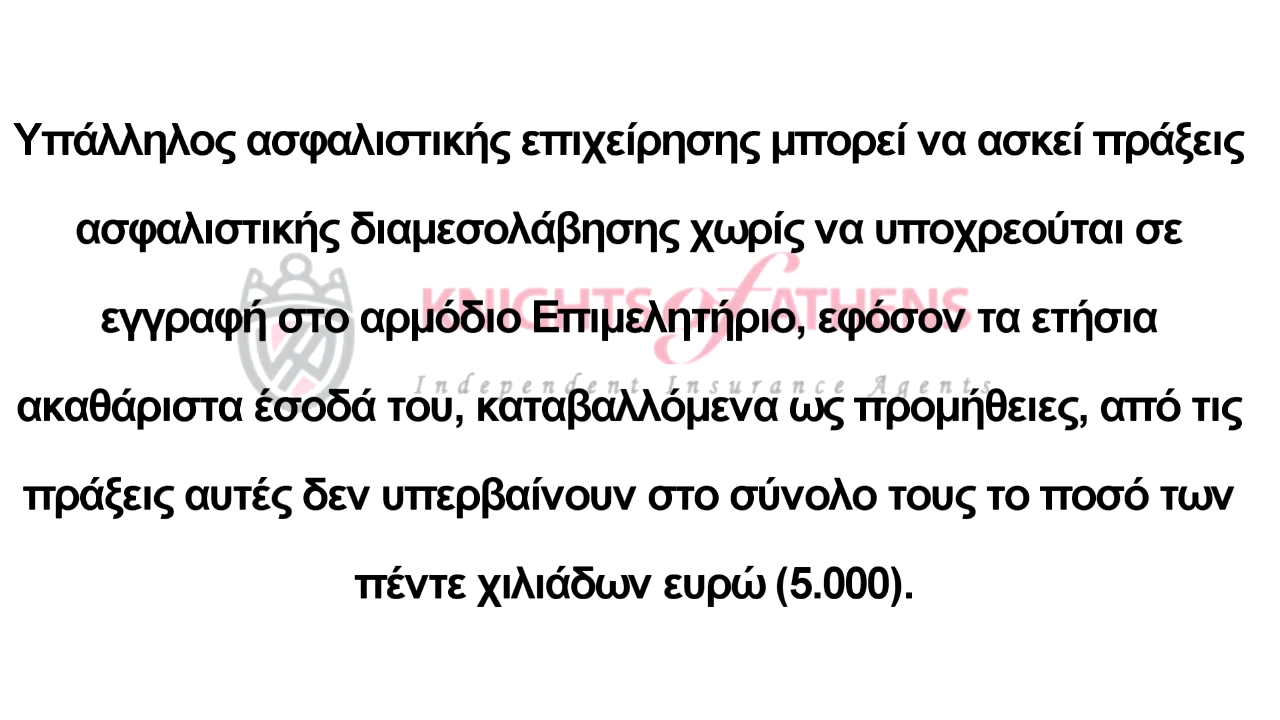 Υπάλληλος ασφαλιστικής επιχείρησης μπορεί να ασκεί πράξεις
ασφαλιστικής διαμεσολάβησης χωρίς να υποχρεούται σε
εγγραφή στο αρμόδιο Επιμελητήριο, εφόσον τα ετήσια
KNIGHTS of ATHENS
Independent Insurance Agents
ακαθάριστα έσοδά του, καταβαλλόμενα ως προμήθειες, από τις
πράξεις αυτές δεν υπερβαίνουν στο σύνολο τους το ποσό των
πέντε χιλιάδων ευρώ (5.000).